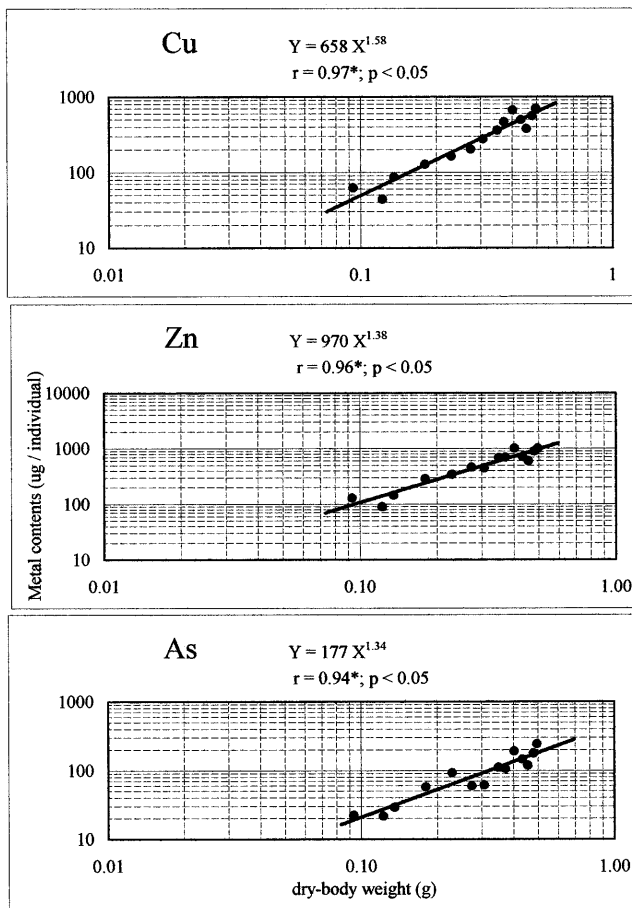 Cu
Y = 658 X^1.58
r = 0.97*; p < 0.05
1000
100
10
0.01 0.1 1
Zn
Y = 970 X^1.38
r = 0.96*; p < 0.05
Metal contents (ug / individual)
10000
1000
100
10
0.01 0.10 1.00
As
Y = 177 X^1.34
r = 0.94*; p < 0.05
1000
100
10
0.01 0.10 1.00
dry-body weight (g)